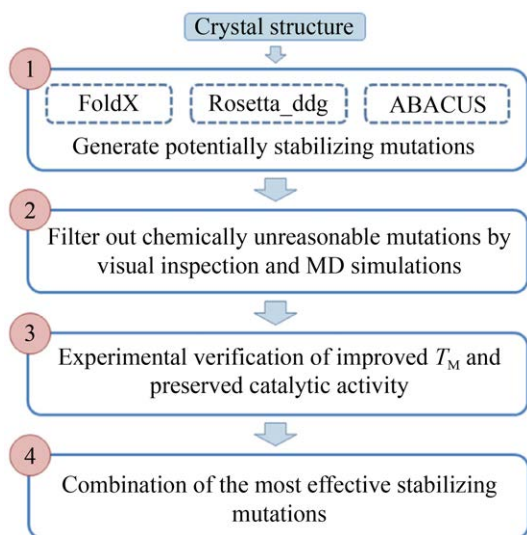 Crystal structure
1
FoldX Rosetta_ddg ABACUS
Generate potentially stabilizing mutations
2
Filter out chemically unreasonable mutations by
visual inspection and MD simulations
3
Experimental verification of improved TM and
preserved catalytic activity
4
Combination of the most effective stabilizing
mutations